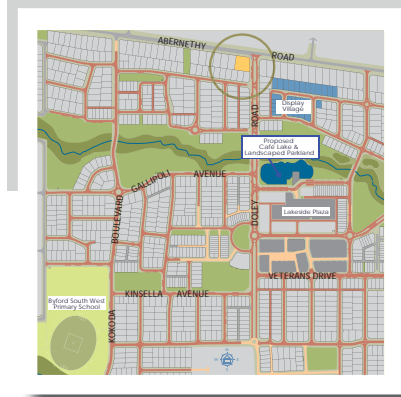 ABERNETHY ROAD
Display
Village
ROAD
Proposed
Café Lake &
Landscaped Parkland
GALLIPOLI AVENUE
BOULEVARD
DOLEY
Lakeside Plaza
VETERANS DRIVE
Byford South West
Primary School
KINSELLA AVENUE
KOKODA